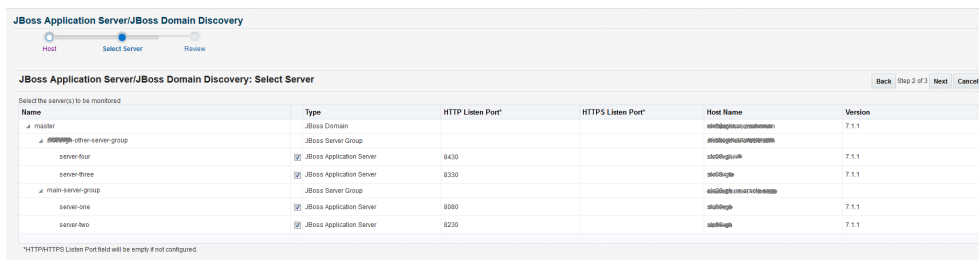 JBoss Application Server/JBoss Domain Discovery
Host Select Server Review
JBoss Application Server/JBoss Domain Discovery: Select Server
Back Step 2 of 3 Next Cancel
Select the server(s) to be monitored
Name Type HTTP Listen Port* HTTPS Listen Port* Host Name Version
master JBoss Domain 7.1.1
-other-server-group JBoss Server Group
server-four JBoss Application Server 8430 7.1.1
server-three JBoss Application Server 8330 7.1.1
main-server-group JBoss Server Group
server-one JBoss Application Server 8080 7.1.1
server-two JBoss Application Server 8230 7.1.1
*HTTP/HTTPS Listen Port field will be empty if not configured.